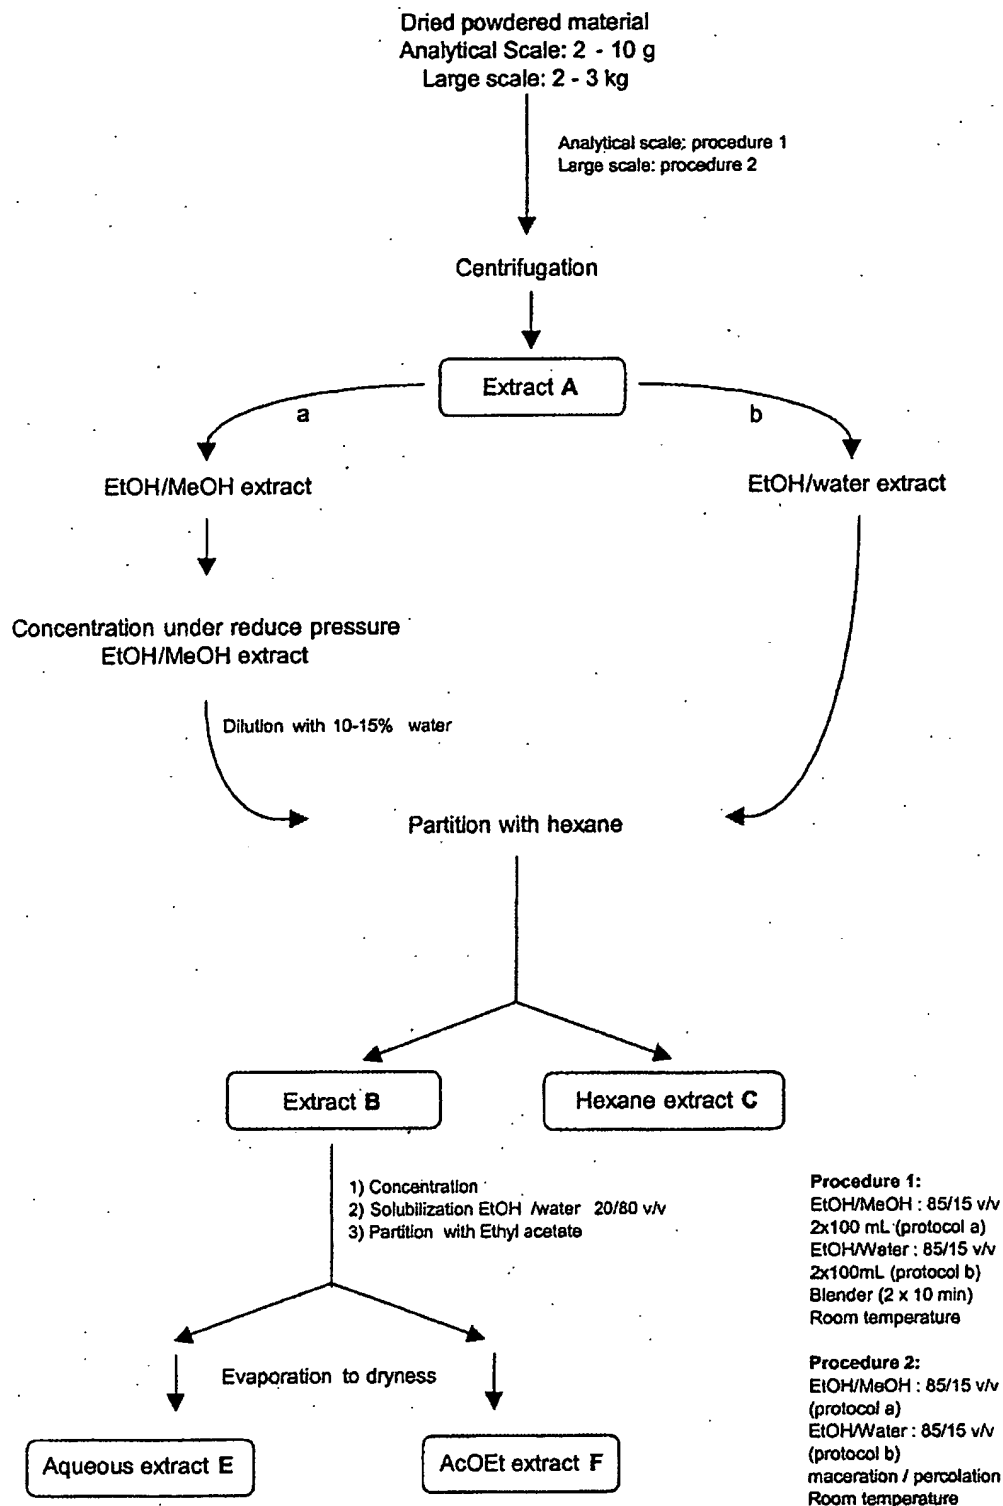 Dried powdered material
Analytical Scale: 2 - 10 g
Large scale: 2 - 3 kg
Analytical scale: procedure 1
Large scale: procedure 2
Centrifugation
Extract A
a
b
EtOH/MeOH extract
EtOH/water extract
Concentration under reduce pressure
EtOH/MeOH extract
Dilution with 10-15% water
Partition with hexane
Extract B
Hexane extract C
1) Concentration
2) Solubilization EtOH /water 20/80 v/v
3) Partition with Ethyl acetate
Evaporation to dryness
Aqueous extract E
AcOEt extract F
Procedure 1:
EtOH/MeOH : 85/15 v/v
2x100 mL (protocol a)
EtOH/Water : 85/15 v/v
2x100mL (protocol b)
Blender (2 x 10 min)
Room temperature
Procedure 2:
EtOH/MeOH : 85/15 v/v
(protocol a)
EtOH/Water : 85/15 v/v
(protocol b)
maceration / percolation
Room temperature